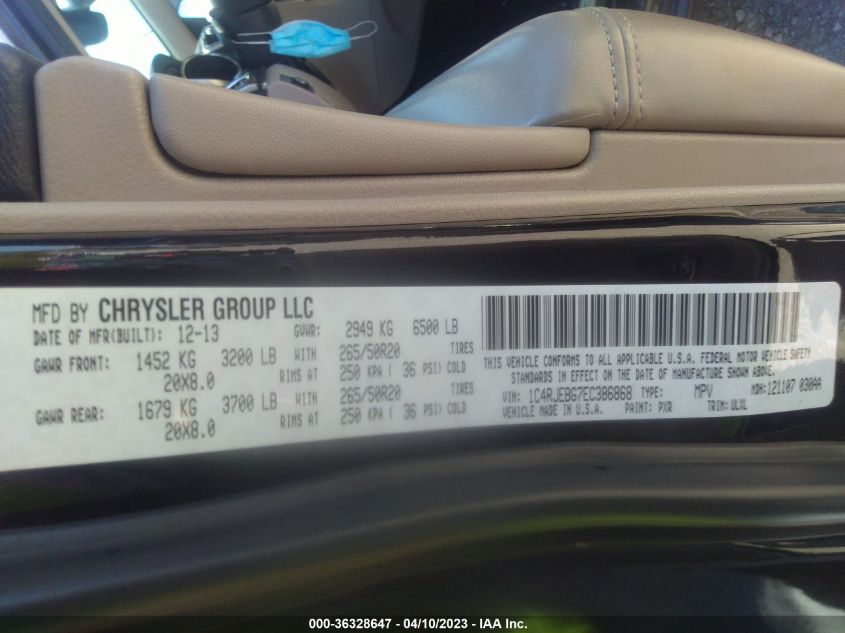 MFD BY CHRYSLER GROUP LLC
DATE OF MFR(BUILT): 12-13 GVWR: 2949 KG 6500 LB
GAWR FRONT: 1452 KG 3200 LB WITH 265/50R20 TIRES
20X8.0 RIMS AT 250 KPA ( 36 PSI) COLD
GAWR REAR: 1679 KG 3700 LB WITH 265/50R20 TIRES
20X8.0 RIMS AT 250 KPA ( 36 PSI) COLD
THIS VEHICLE CONFORMS TO ALL APPLICABLE U.S.A. FEDERAL MOTOR VEHICLE SAFETY
STANDARDS IN EFFECT ON THE DATE OF MANUFACTURE SHOWN ABOVE.
VIN: 1C4RJEBG7EC386868 TYPE: MPV MDH: 121107 030AA
VEHICLE MADE IN U.S.A. PAINT: PXR TRIM:
000-36328647 - 04/10/2023 - IAA Inc.